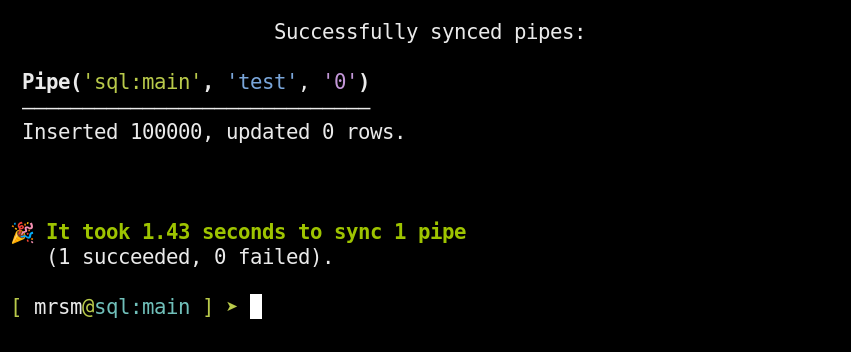 Successfully synced pipes:
Pipe('sql:main', 'test', '0')
Inserted 100000, updated 0 rows.
🎉 It took 1.43 seconds to sync 1 pipe
(1 succeeded, 0 failed).
[ mrsm@sql:main ] ➤